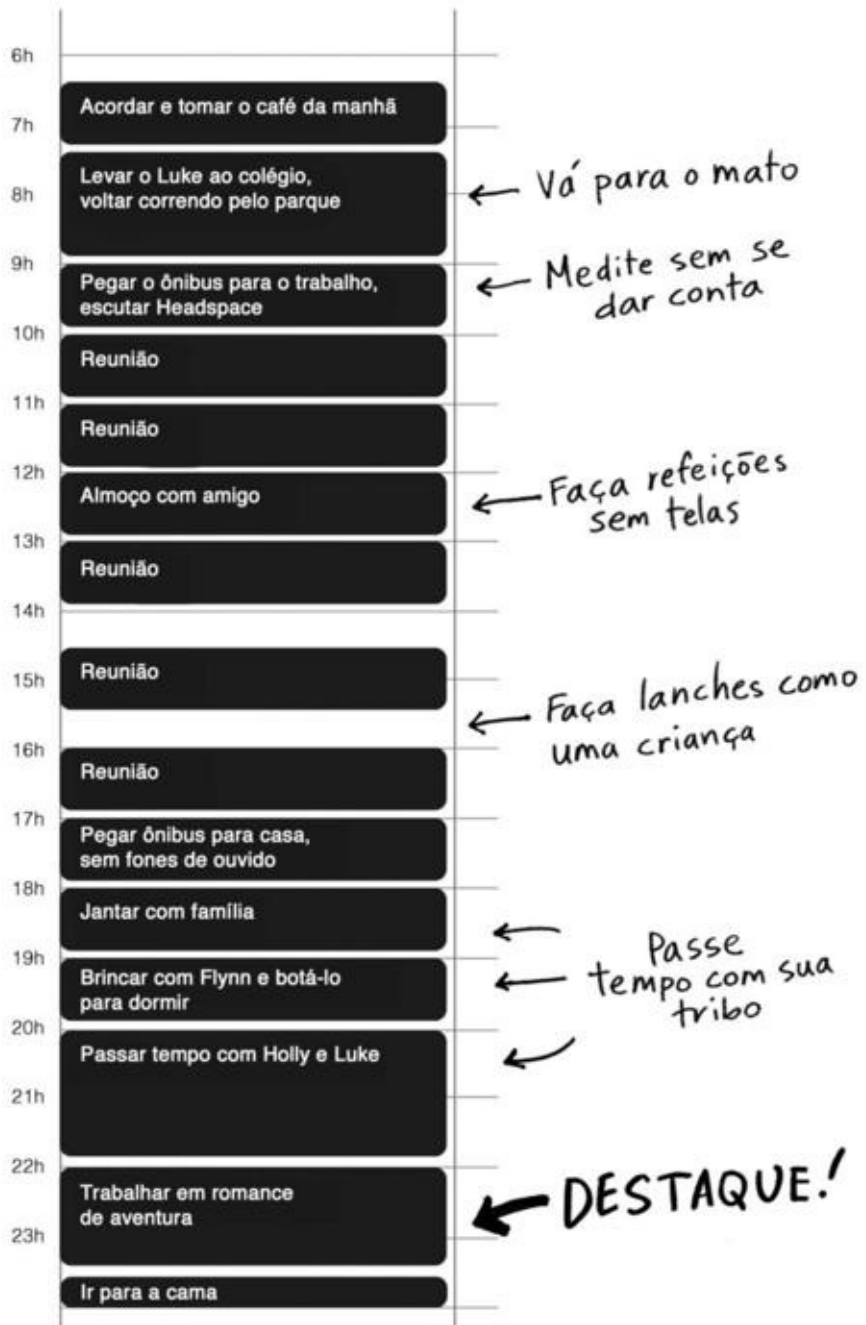 6h
Acordar e tomar o café da manhã
7h
Levar o Luke ao colégio,
voltar correndo pelo parque
8h
Vá para o mato
9h
Pegar o ônibus para o trabalho,
escutar Headspace
Medite sem se
dar conta
10h
Reunião
11h
Reunião
12h
Almoço com amigo
Faça refeições
sem telas
13h
Reunião
14h
Reunião
15h
Faça lanches como
uma criança
16h
Reunião
17h
Pegar ônibus para casa,
sem fones de ouvido
18h
Jantar com família
19h
Brincar com Flynn e botá-lo
para dormir
Passe
tempo com sua
tribo
20h
Passar tempo com Holly e Luke
21h
22h
Trabalhar em romance
de aventura
DESTAQUE!
23h
Ir para a cama